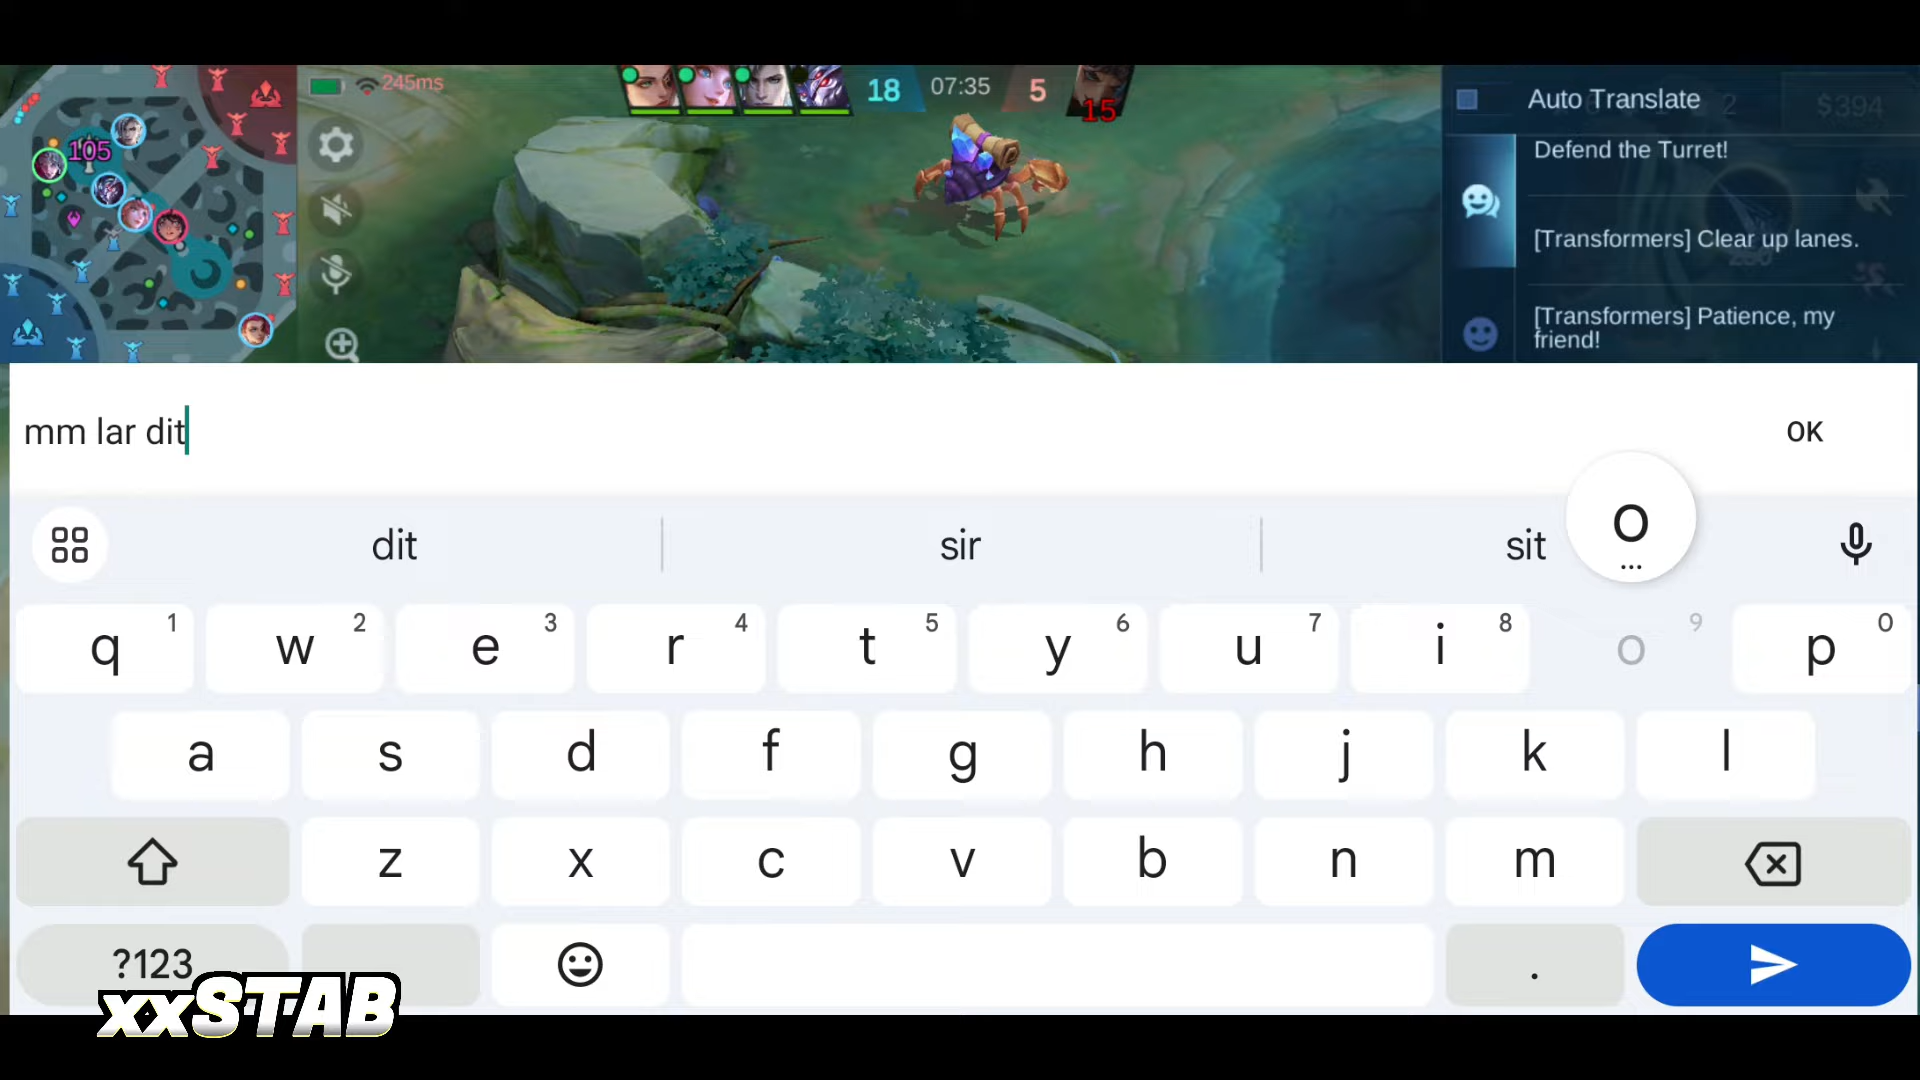 245ms
18 07:35 5
15
105
Auto Translate
$394
Defend the Turret!
[Transformers] Clear up lanes.
[Transformers] Patience, my
friend!
mm lar dit
OK
dit sir sit o
q 1 w 2 e 3 r 4 t 5 y 6 u 7 i 8 o 9 p 0
a s d f g h j k l
z x c v b n m
?123 .
xxSTAB